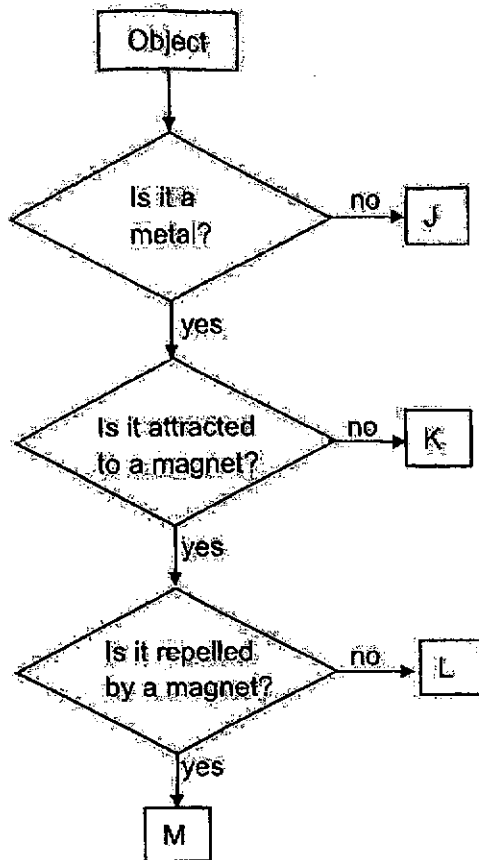 Object
Is it a
metal?
no
J
yes
Is it attracted
to a magnet?
no
K
yes
Is it repelled
by a magnet?
no
L
yes
M